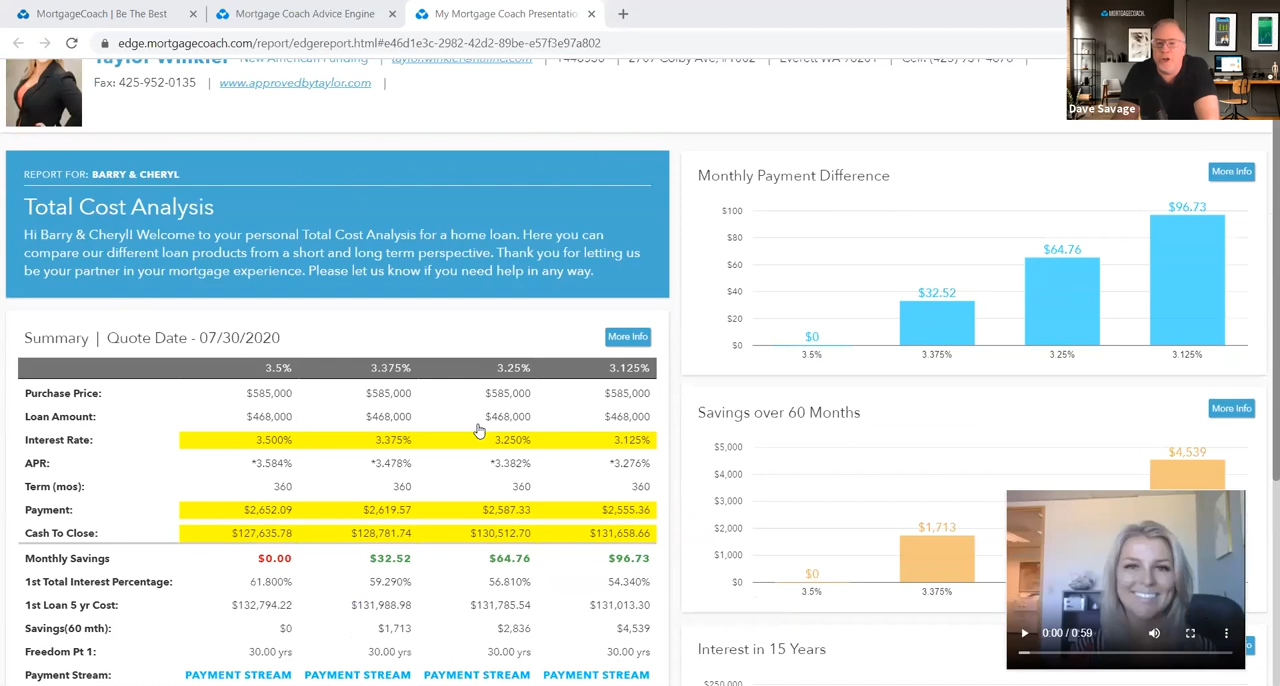 MortgageCoach | Be The Best
Mortgage Coach Advice Engine
My Mortgage Coach Presentatio
edge.mortgagecoach.com/report/edgereport.html#e46d1e3c-2982-42d2-89be-e57f3e97a802
Fax: 425-952-0135 | www.approvedbytaylor.com |
MORTGAGECOACH
Dave Savage
REPORT FOR: BARRY & CHERYL
Total Cost Analysis
Hi Barry & Cheryl! Welcome to your personal Total Cost Analysis for a home loan. Here you can
compare our different loan products from a short and long term perspective. Thank you for letting us
be your partner in your mortgage experience. Please let us know if you need help in any way.
Summary | Quote Date - 07/30/2020 More Info
3.5% 3.375% 3.25% 3.125%
Purchase Price: $585,000 $585,000 $585,000 $585,000
Loan Amount: $468,000 $468,000 $468,000 $468,000
Interest Rate: 3.500% 3.375% 3.250% 3.125%
APR: *3.584% *3.478% *3.382% *3.276%
Term (mos): 360 360 360 360
Payment: $2,652.09 $2,619.57 $2,587.33 $2,555.36
Cash To Close: $127,635.78 $128,781.74 $130,512.70 $131,658.66
Monthly Savings $0.00 $32.52 $64.76 $96.73
1st Total Interest Percentage: 61.800% 59.290% 56.810% 54.340%
1st Loan 5 yr Cost: $132,794.22 $131,988.98 $131,785.54 $131,013.30
Savings(60 mth): $0 $1,713 $2,836 $4,539
Freedom Pt 1: 30.00 yrs 30.00 yrs 30.00 yrs 30.00 yrs
Payment Stream: PAYMENT STREAM PAYMENT STREAM PAYMENT STREAM PAYMENT STREAM
Monthly Payment Difference More Info
$100
$80
$60
$40
$20
$0
$0 $32.52 $64.76 $96.73
3.5% 3.375% 3.25% 3.125%
Savings over 60 Months More Info
$5,000
$4,000
$3,000
$2,000
$1,000
$0
$0 $1,713 $4,539
3.5% 3.375%
Interest in 15 Years
$250,000
0:00 / 0:59